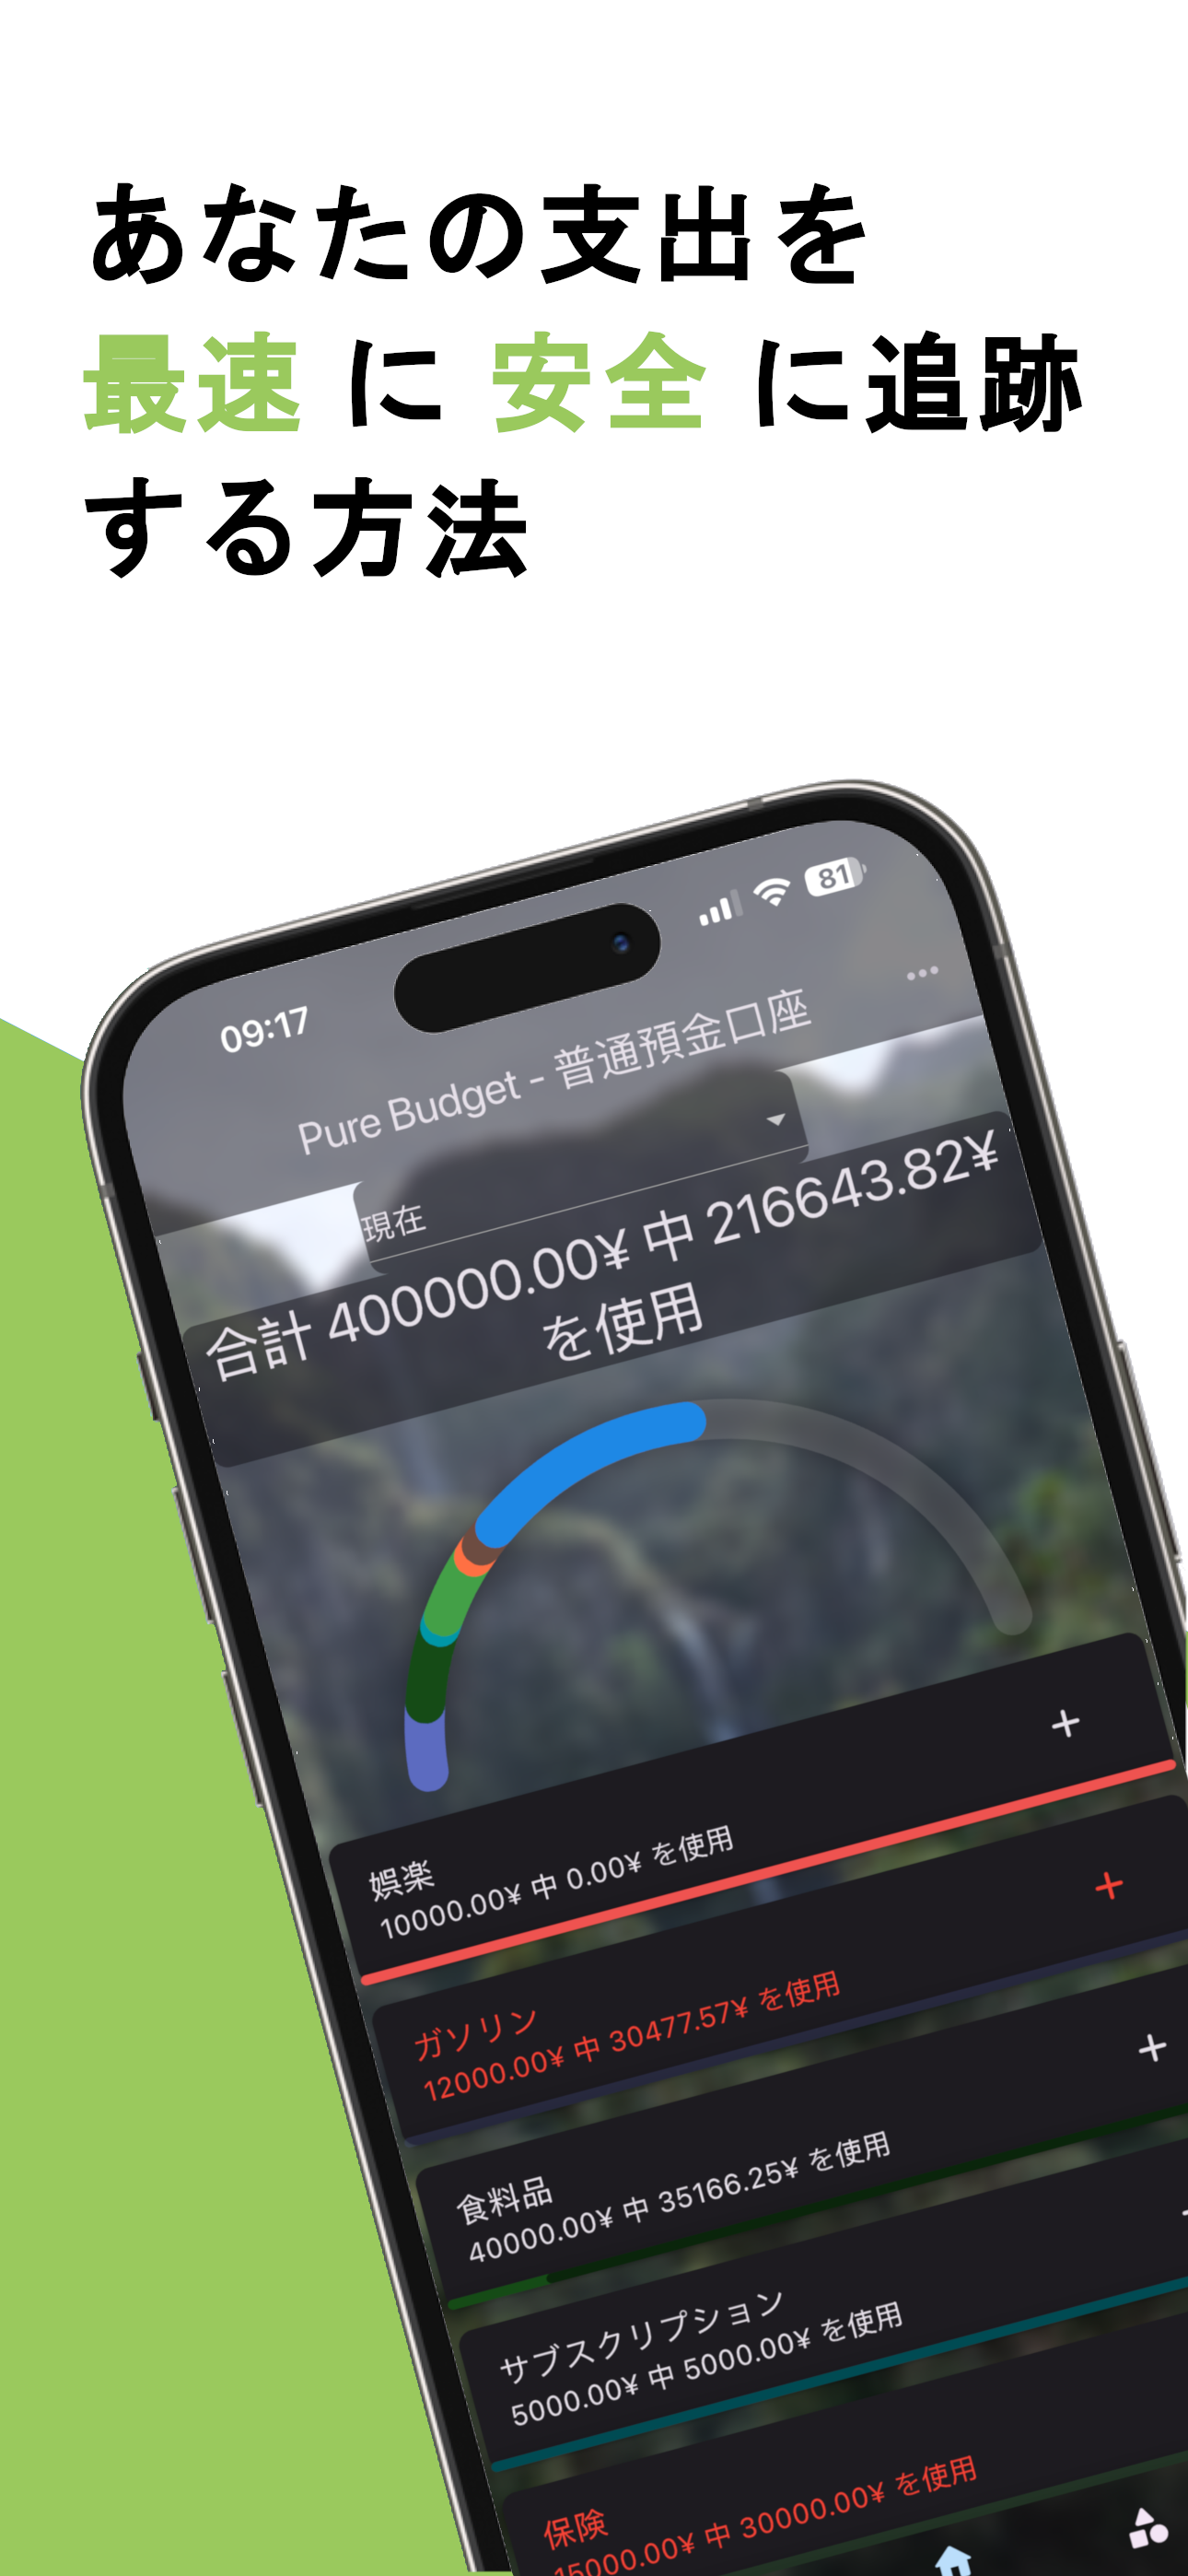 あなたの支出を
最速 に 安全 に追跡
する方法
09:17
81
Pure Budget - 普通預金口座
現在
合計 400000.00¥ 中 216643.82¥
を使用
娯楽
10000.00¥ 中 0.00¥ を使用
ガソリン
12000.00¥ 中 30477.57¥ を使用
食料品
40000.00¥ 中 35166.25¥ を使用
サブスクリプション
5000.00¥ 中 5000.00¥ を使用
保険
15000.00¥ 中 30000.00¥ を使用